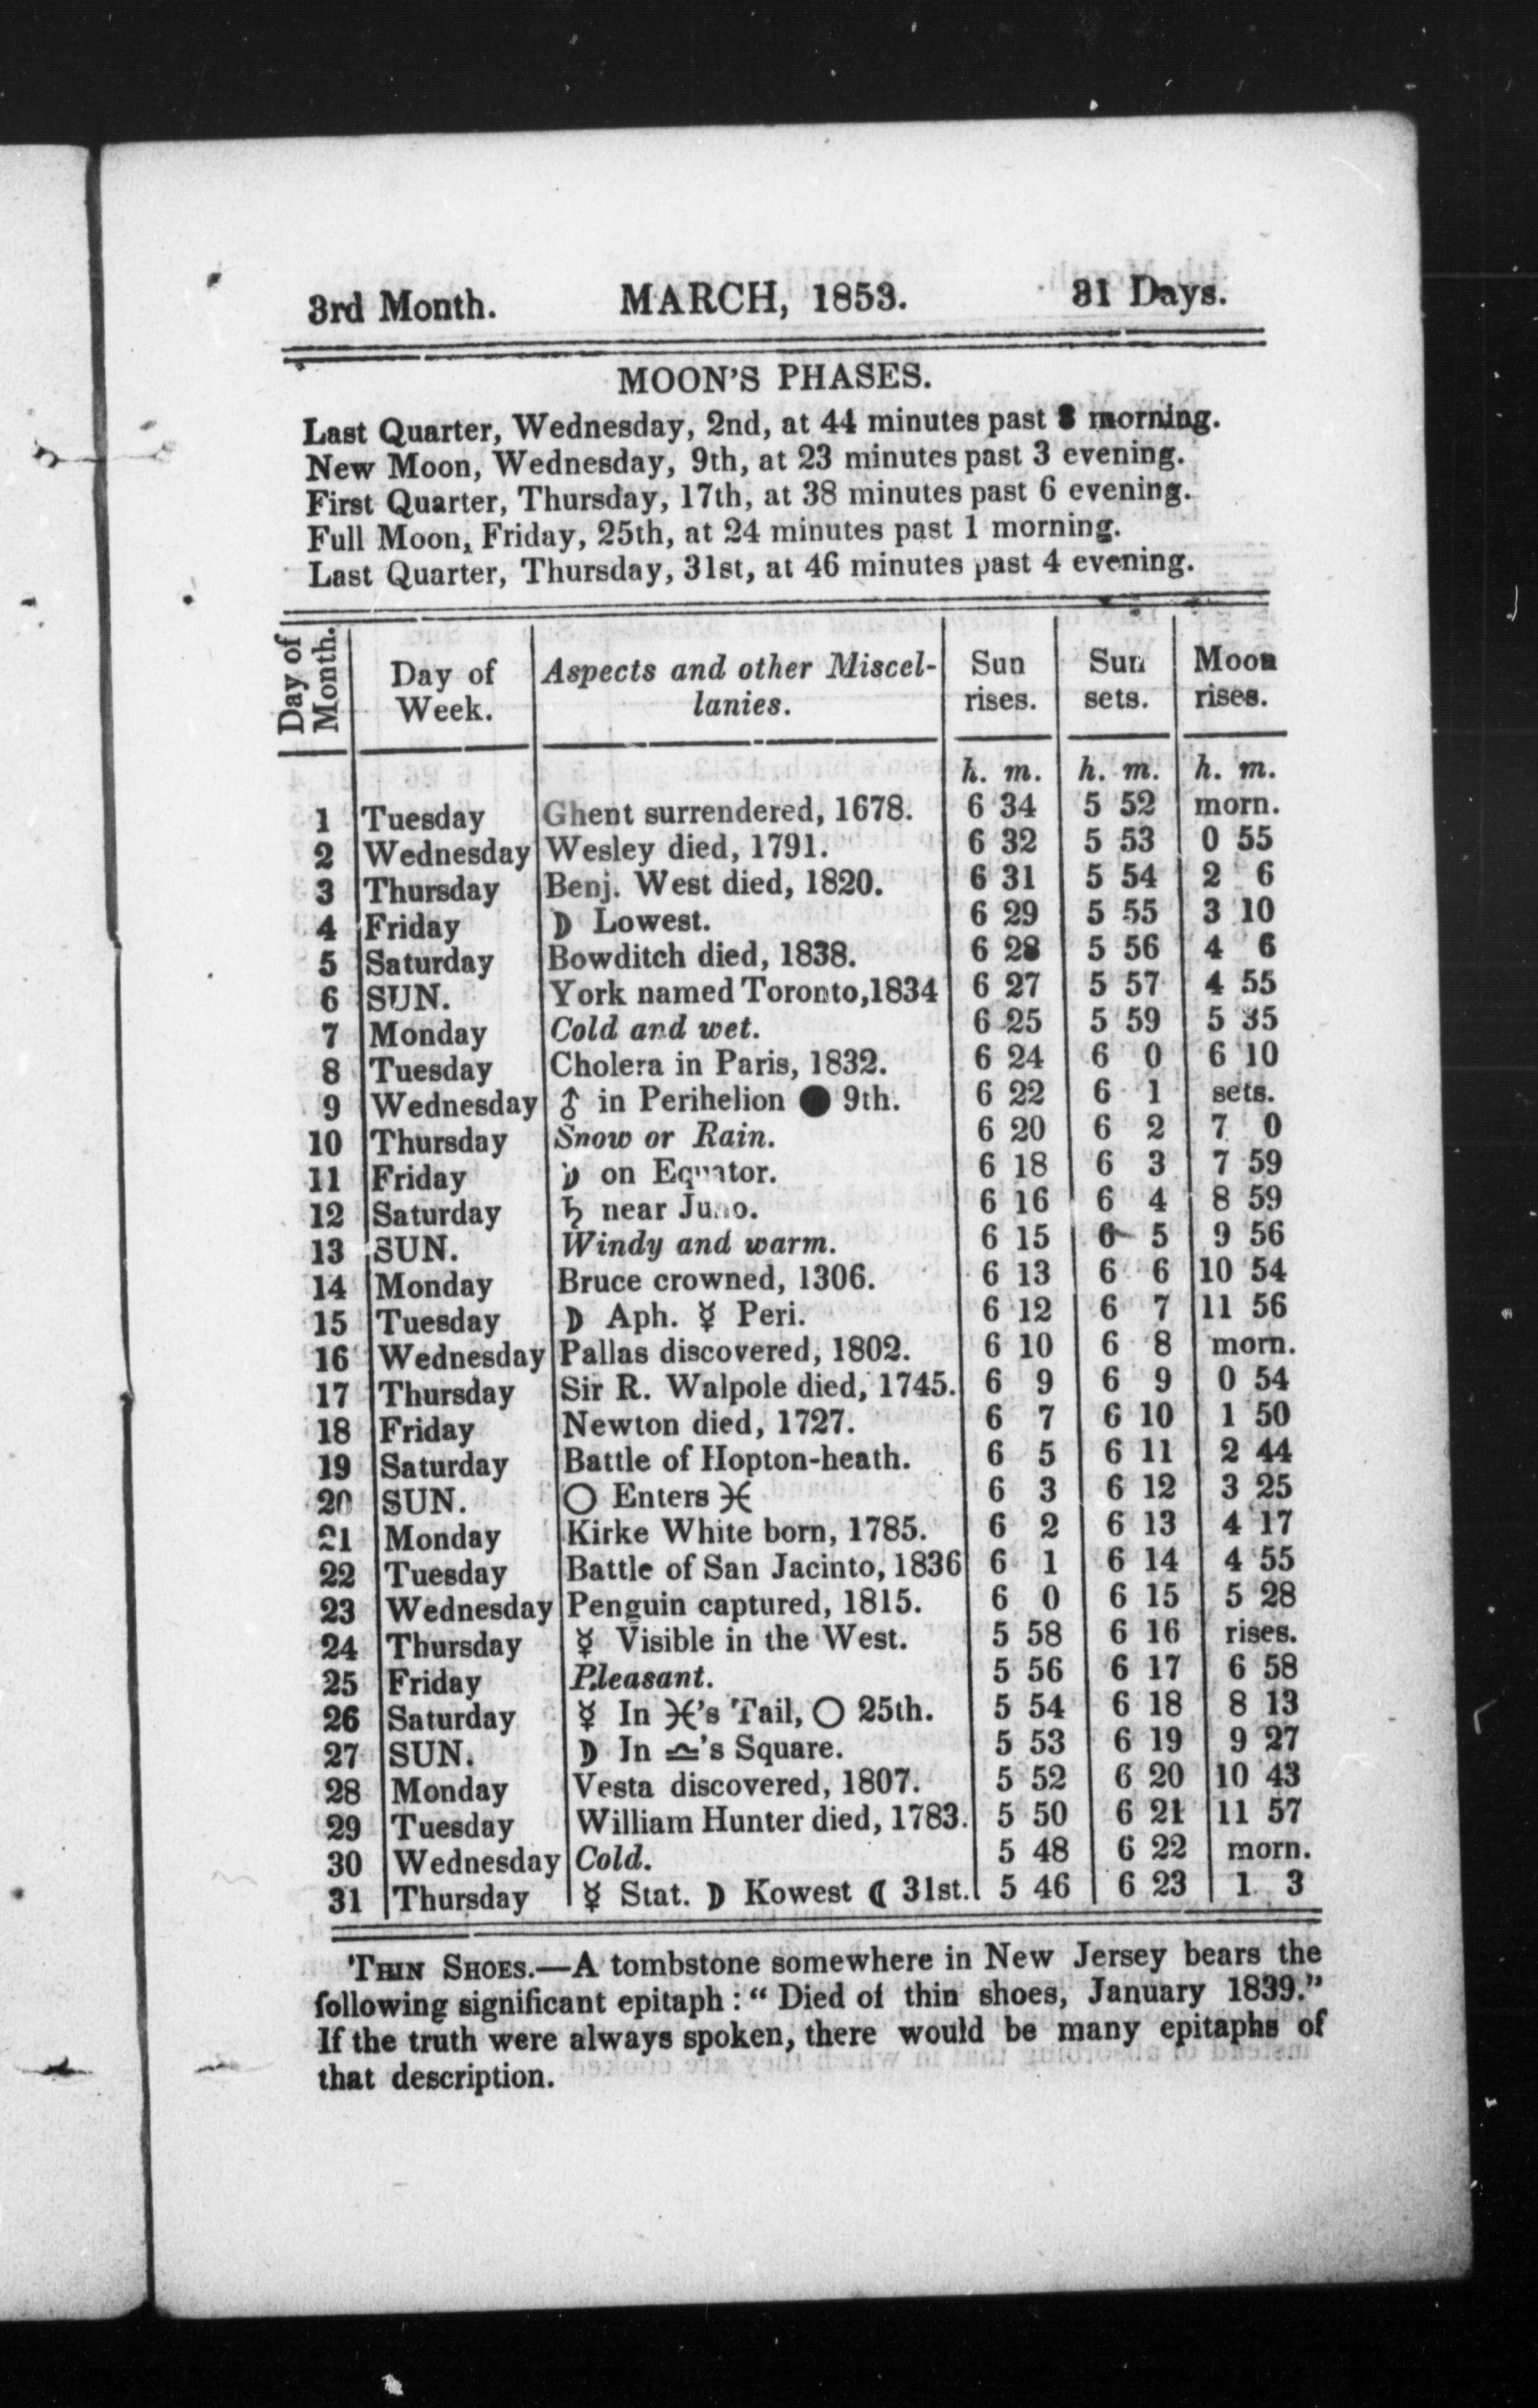 3rd Month. MARCH, 1853. 31 Days.
MOON'S PHASES.
Last Quarter, Wednesday, 2nd, at 44 minutes past 8 morning.
New Moon, Wednesday, 9th, at 23 minutes past 3 evening.
First Quarter, Thursday, 17th, at 38 minutes past 6 evening.
Full Moon, Friday, 25th, at 24 minutes past 1 morning.
Last Quarter, Thursday, 31st, at 46 minutes past 4 evening.
Day of Month. Day of Week. Aspects and other Miscel-lanies. Sun rises. Sun sets. Moon rises.
h. m. h. m. h. m.
1 Tuesday Ghent surrendered, 1678. 6 34 5 52 morn.
2 Wednesday Wesley died, 1791. 6 32 5 53 0 55
3 Thursday Benj. West died, 1820. 6 31 5 54 2 6
4 Friday ☽ Lowest. 6 29 5 55 3 10
5 Saturday Bowditch died, 1838. 6 28 5 56 4 6
6 SUN. York named Toronto,1834 6 27 5 57 4 55
7 Monday Cold and wet. 6 25 5 59 5 35
8 Tuesday Cholera in Paris, 1832. 6 24 6 0 6 10
9 Wednesday ♂ in Perihelion ● 9th. 6 22 6 1 sets.
10 Thursday Snow or Rain. 6 20 6 2 7 0
11 Friday ☽ on Equator. 6 18 6 3 7 59
12 Saturday ♄ near Juno. 6 16 6 4 8 59
13 SUN. Windy and warm. 6 15 6 5 9 56
14 Monday Bruce crowned, 1306. 6 13 6 6 10 54
15 Tuesday ☽ Aph. ☿ Peri. 6 12 6 7 11 56
16 Wednesday Pallas discovered, 1802. 6 10 6 8 morn.
17 Thursday Sir R. Walpole died, 1745. 6 9 6 9 0 54
18 Friday Newton died, 1727. 6 7 6 10 1 50
19 Saturday Battle of Hopton-heath. 6 5 6 11 2 44
20 SUN. ○ Enters ♓ 6 3 6 12 3 25
21 Monday Kirke White born, 1785. 6 2 6 13 4 17
22 Tuesday Battle of San Jacinto, 1836 6 1 6 14 4 55
23 Wednesday Penguin captured, 1815. 6 0 6 15 5 28
24 Thursday ☿ Visible in the West. 5 58 6 16 rises.
25 Friday Pleasant. 5 56 6 17 6 58
26 Saturday ☿ In ♓'s Tail, ○ 25th. 5 54 6 18 8 13
27 SUN. ☽ In ♎'s Square. 5 53 6 19 9 27
28 Monday Vesta discovered, 1807. 5 52 6 20 10 43
29 Tuesday William Hunter died, 1783. 5 50 6 21 11 57
30 Wednesday Cold. 5 48 6 22 morn.
31 Thursday ☿ Stat. ☽ Kowest ☾ 31st. 5 46 6 23 1 3
THIN SHOES.—A tombstone somewhere in New Jersey bears the
following significant epitaph : "Died of thin shoes, January 1839."
If the truth were always spoken, there would be many epitaphs of
that description.